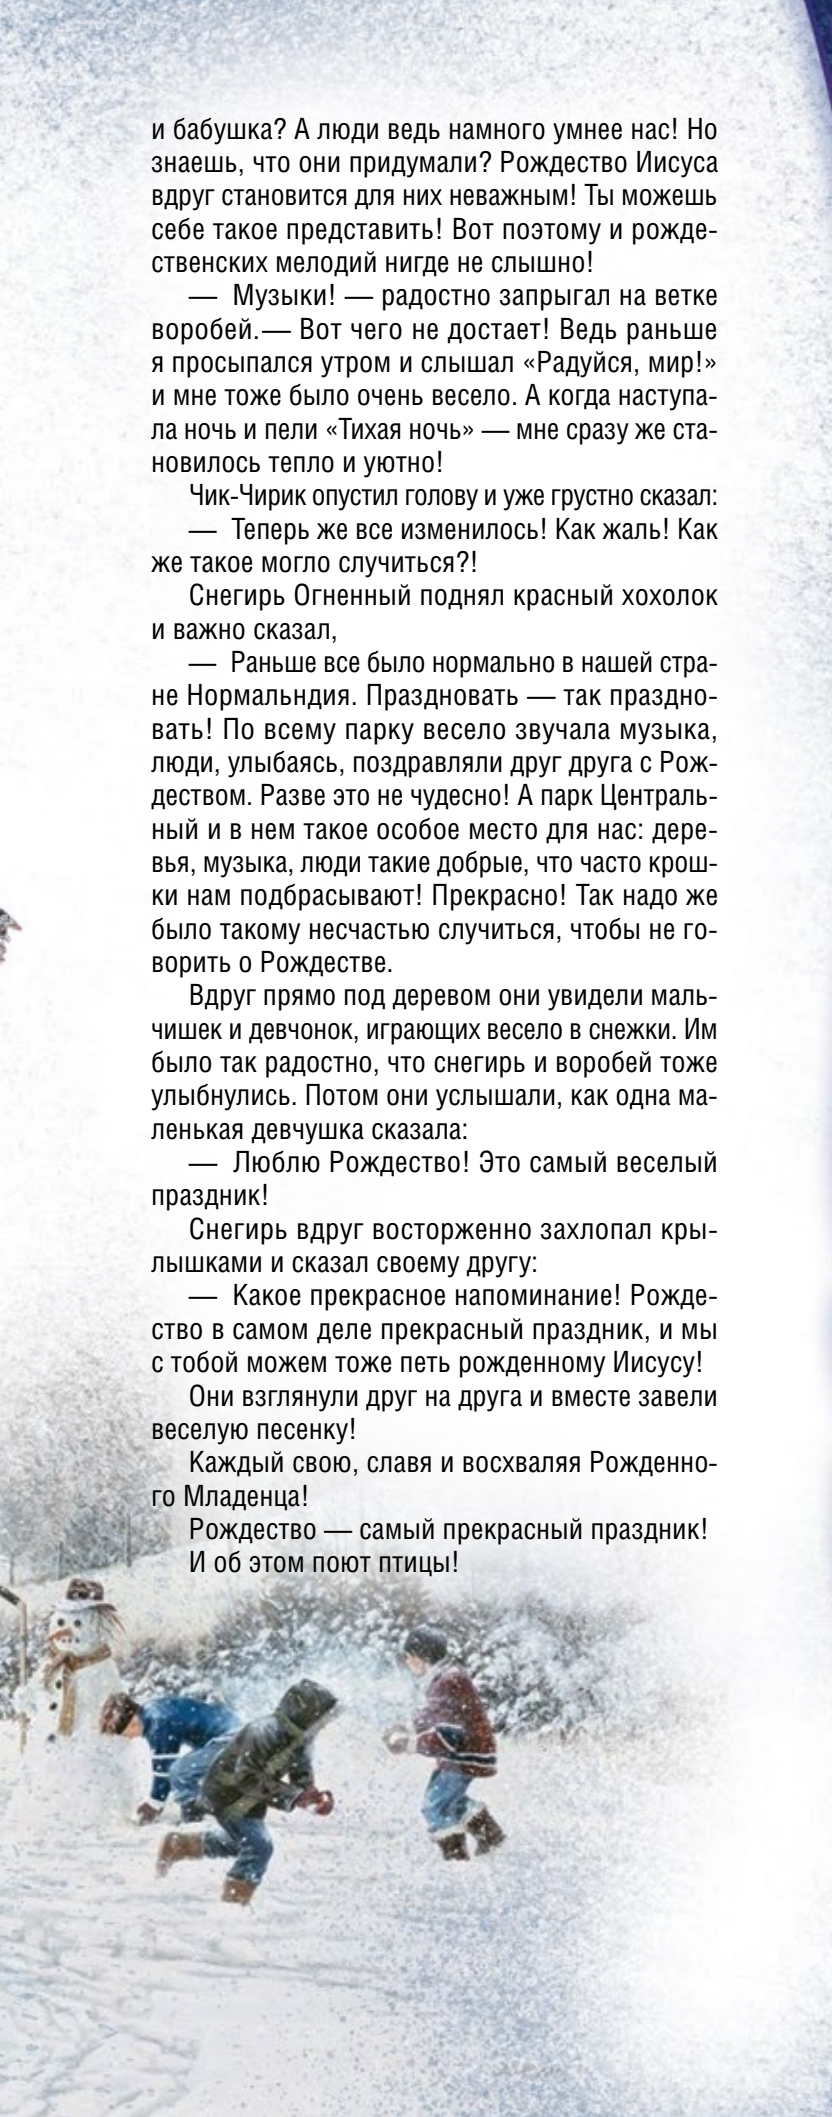 и бабушка? А люди ведь намного умнее нас! Но
знаешь, что они придумали? Рождество Иисуса
вдруг становится для них неважным! Ты можешь
себе такое представить! Вот поэтому и рожде-
ственских мелодий нигде не слышно!
— Музыки! — радостно запрыгал на ветке
воробей.— Вот чего не достает! Ведь раньше
я просыпался утром и слышал «Радуйся, мир!»
и мне тоже было очень весело. А когда наступа-
ла ночь и пели «Тихая ночь» — мне сразу же ста-
новилось тепло и уютно!
Чик-Чирик опустил голову и уже грустно сказал:
— Теперь же все изменилось! Как жаль! Как
же такое могло случиться?!
Снегирь Огненный поднял красный хохолок
и важно сказал,
— Раньше все было нормально в нашей стра-
не Нормальндия. Праздновать — так праздно-
вать! По всему парку весело звучала музыка,
люди, улыбаясь, поздравляли друг друга с Рож-
деством. Разве это не чудесно! А парк Централь-
ный и в нем такое особое место для нас: дере-
вья, музыка, люди такие добрые, что часто крош-
ки нам подбрасывают! Прекрасно! Так надо же
было такому несчастью случиться, чтобы не го-
ворить о Рождестве.
Вдруг прямо под деревом они увидели маль-
чишек и девчонок, играющих весело в снежки. Им
было так радостно, что снегирь и воробей тоже
улыбнулись. Потом они услышали, как одна ма-
ленькая девчушка сказала:
— Люблю Рождество! Это самый веселый
праздник!
Снегирь вдруг восторженно захлопал кры-
лышками и сказал своему другу:
— Какое прекрасное напоминание! Рожде-
ство в самом деле прекрасный праздник, и мы
с тобой можем тоже петь рожденному Иисусу!
Они взглянули друг на друга и вместе завели
веселую песенку!
Каждый свою, славя и восхваляя Рожденно-
го Младенца!
Рождество — самый прекрасный праздник!
И об этом поют птицы!